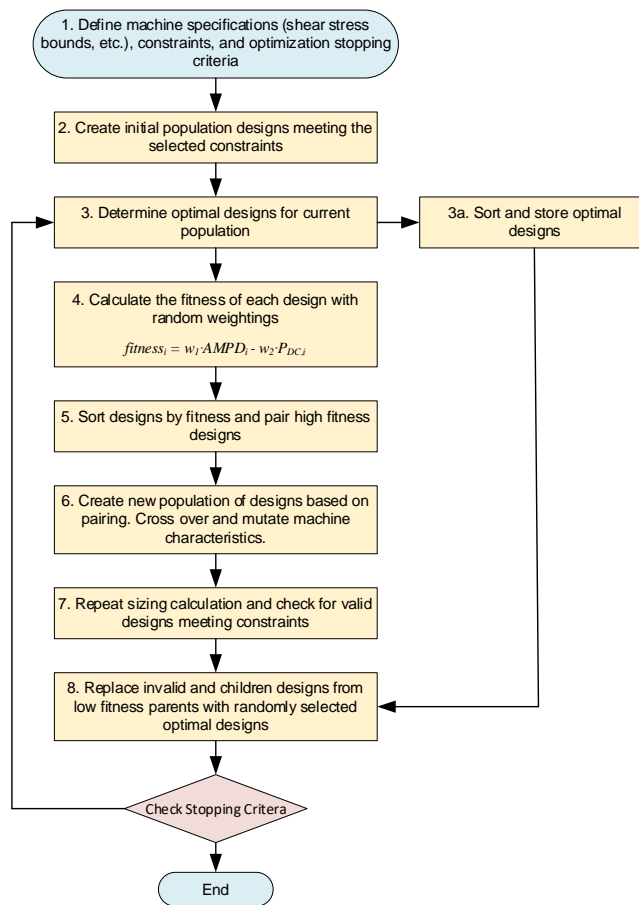 1. Define machine specifications (shear stress
bounds, etc.), constraints, and optimization stopping
criteria
2. Create initial population designs meeting the
selected constraints
3. Determine optimal designs for current
population
3a. Sort and store optimal
designs
4. Calculate the fitness of each design with
random weightings
fitnessᵢ = w₁·AMPDᵢ - w₂·P_DC,i
5. Sort designs by fitness and pair high fitness
designs
6. Create new population of designs based on
pairing. Cross over and mutate machine
characteristics.
7. Repeat sizing calculation and check for valid
designs meeting constraints
8. Replace invalid and children designs from
low fitness parents with randomly selected
optimal designs
Check Stopping Critera
End